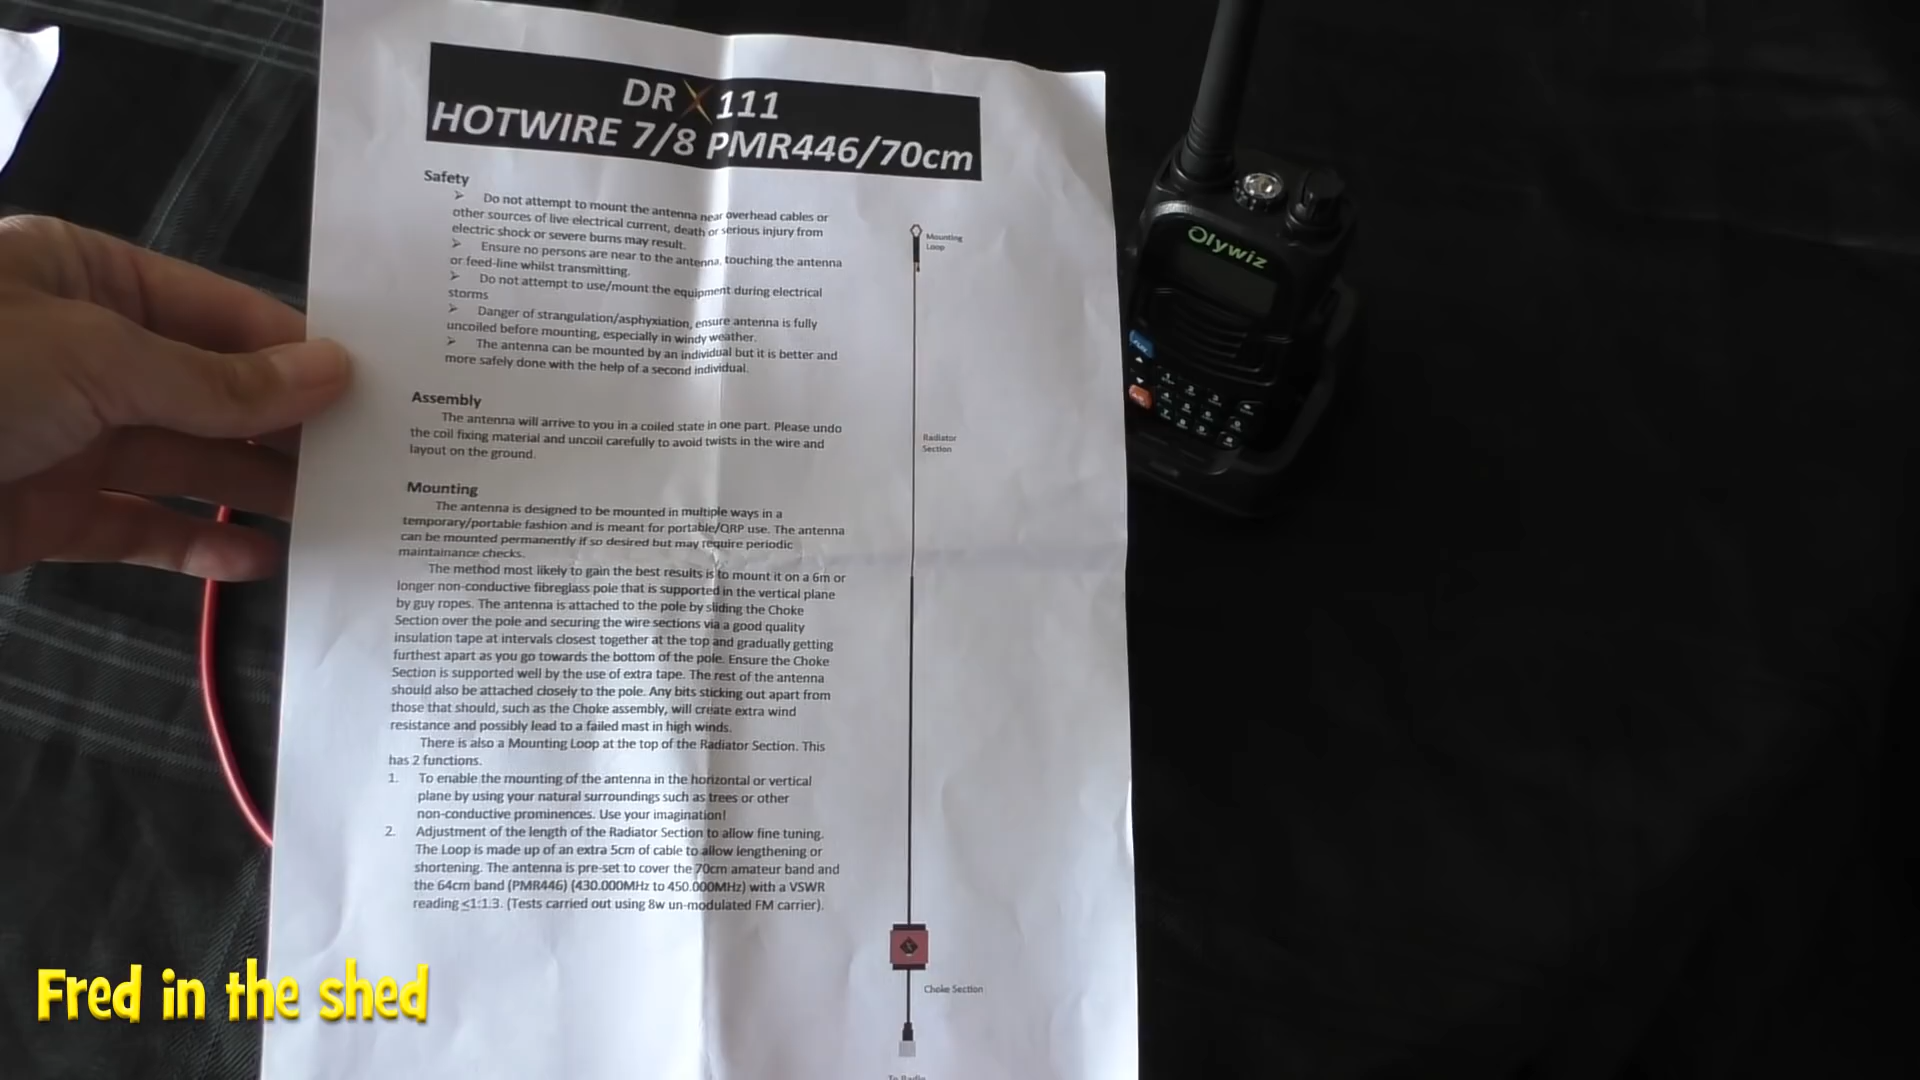 DRX111
HOTWIRE 7/8 PMR446/70cm
Safety
➢ Do not attempt to mount the antenna near overhead cables or
other sources of live electrical current, death or serious injury from
electric shock or severe burns may result.
➢ Ensure no persons are near to the antenna, touching the antenna
or feed-line whilst transmitting.
➢ Do not attempt to use/mount the equipment during electrical
storms
➢ Danger of strangulation/asphyxiation, ensure antenna is fully
uncoiled before mounting, especially in windy weather.
➢ The antenna can be mounted by an individual but it is better and
more safely done with the help of a second individual.
Assembly
The antenna will arrive to you in a coiled state in one part. Please undo
the coil fixing material and uncoil carefully to avoid twists in the wire and
layout on the ground.
Mounting
The antenna is designed to be mounted in multiple ways in a
temporary/portable fashion and is meant for portable/QRP use. The antenna
can be mounted permanently if so desired but may require periodic
maintainance checks.
The method most likely to gain the best results is to mount it on a 6m or
longer non-conductive fibreglass pole that is supported in the vertical plane
by guy ropes. The antenna is attached to the pole by sliding the Choke
Section over the pole and securing the wire sections via a good quality
insulation tape at intervals closest together at the top and gradually getting
furthest apart as you go towards the bottom of the pole. Ensure the Choke
Section is supported well by the use of extra tape. The rest of the antenna
should also be attached closely to the pole. Any bits sticking out apart from
those that should, such as the Choke assembly, will create extra wind
resistance and possibly lead to a failed mast in high winds.
There is also a Mounting Loop at the top of the Radiator Section. This
has 2 functions.
1. To enable the mounting of the antenna in the horizontal or vertical
plane by using your natural surroundings such as trees or other
non-conductive prominences. Use your imagination!
2. Adjustment of the length of the Radiator Section to allow fine tuning.
The Loop is made up of an extra 5cm of cable to allow lengthening or
shortening. The antenna is pre-set to cover the 70cm amateur band and
the 64cm band (PMR446) (430.000MHz to 450.000MHz) with a VSWR
reading ≤1:1.3. (Tests carried out using 8w un-modulated FM carrier).
Mounting
Loop
Radiator
Section
Choke Section
To Radio
Olywiz
Fred in the shed